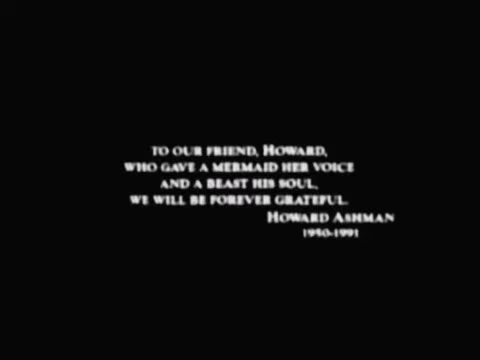 TO OUR FRIEND, HOWARD,
WHO GAVE A MERMAID HER VOICE
AND A BEAST HIS SOUL,
WE WILL BE FOREVER GRATEFUL.
HOWARD ASHMAN
1950-1991